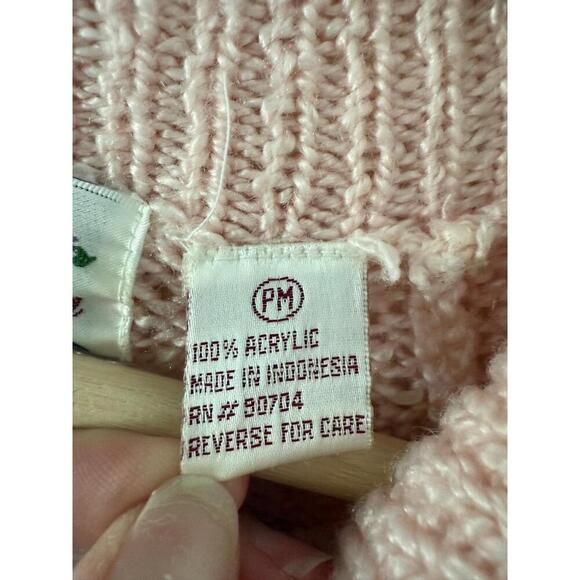 PM
100% ACRYLIC
MADE IN INDONESIA
RN # 90704
REVERSE FOR CARE